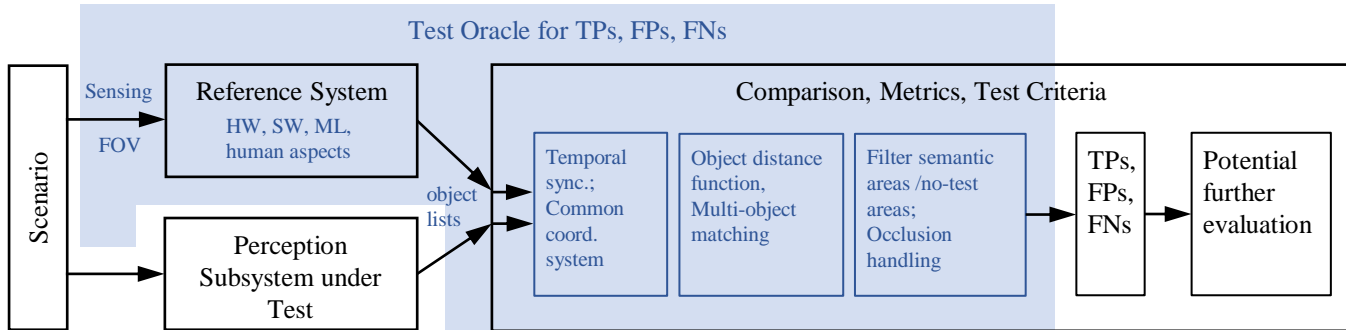 Test Oracle for TPs, FPs, FNs
Scenario
Sensing
FOV
Reference System
HW, SW, ML,
human aspects
Perception
Subsystem under
Test
object
lists
Comparison, Metrics, Test Criteria
Temporal
sync.;
Common
coord.
system
Object distance
function,
Multi-object
matching
Filter semantic
areas /no-test
areas;
Occlusion
handling
TPs,
FPs,
FNs
Potential
further
evaluation